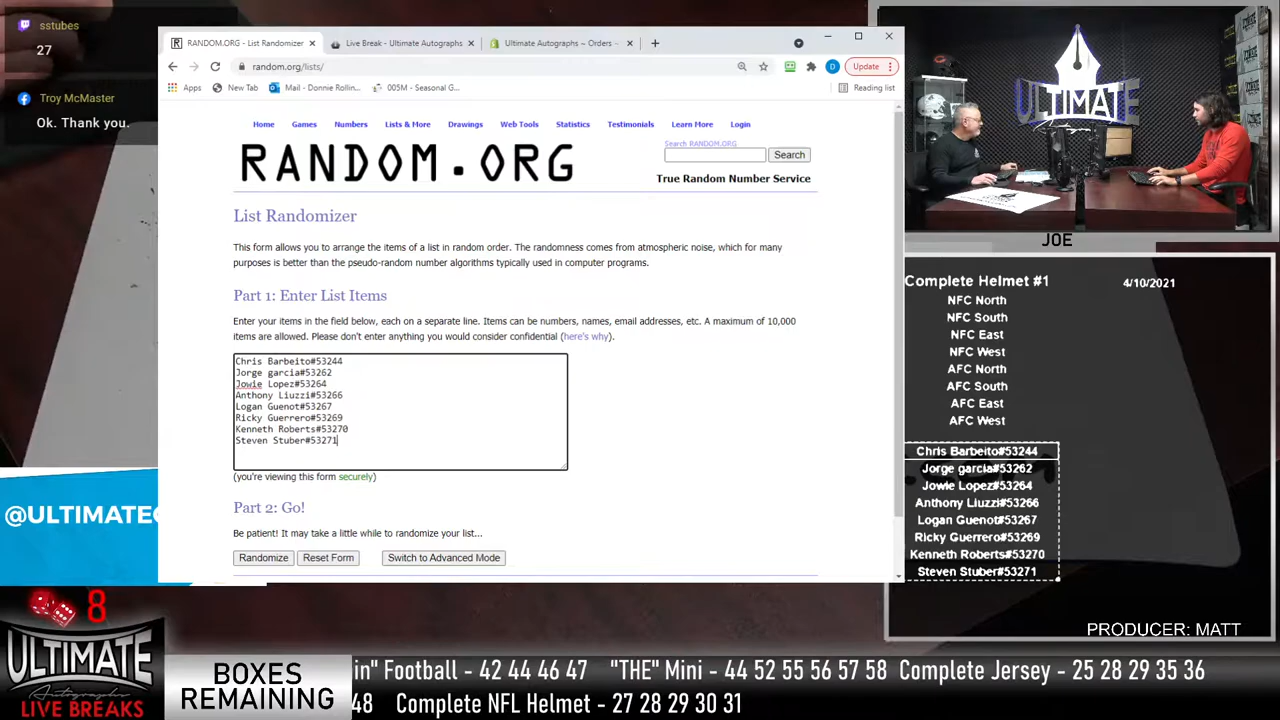 sstubes
27
Troy McMaster
Ok. Thank you.
RANDOM.ORG - List Randomizer
Live Break - Ultimate Autographs
Ultimate Autographs ~ Orders ~
random.org/lists/
Update
Apps
New Tab
Mail - Donnie Rollin...
005M - Seasonal G...
Reading list
Home Games Numbers Lists & More Drawings Web Tools Statistics Testimonials Learn More Login
RANDOM.ORG
Search RANDOM.ORG
Search
True Random Number Service
List Randomizer
This form allows you to arrange the items of a list in random order. The randomness comes from atmospheric noise, which for many
purposes is better than the pseudo-random number algorithms typically used in computer programs.
Part 1: Enter List Items
Enter your items in the field below, each on a separate line. Items can be numbers, names, email addresses, etc. A maximum of 10,000
items are allowed. Please don't enter anything you would consider confidential (here's why).
Chris Barbeito#53244
Jorge garcia#53262
Jowie Lopez#53264
Anthony Liuzzi#53266
Logan Guenot#53267
Ricky Guerrero#53269
Kenneth Roberts#53270
Steven Stuber#53271
(you're viewing this form securely)
Part 2: Go!
Be patient! It may take a little while to randomize your list...
Randomize
Reset Form
Switch to Advanced Mode
ULTIMATE
JOE
Complete Helmet #1
4/10/2021
NFC North
NFC South
NFC East
NFC West
AFC North
AFC South
AFC East
AFC West
Chris Barbeito#53244
Jorge garcia#53262
Jowie Lopez#53264
Anthony Liuzzi#53266
Logan Guenot#53267
Ricky Guerrero#53269
Kenneth Roberts#53270
Steven Stuber#53271
PRODUCER: MATT
@ULTIMATE
8
ULTIMATE
Autographs
LIVE BREAKS
BOXES
REMAINING
in" Football - 42 44 46 47 "THE" Mini - 44 52 55 56 57 58 Complete Jersey - 25 28 29 35 36
48 Complete NFL Helmet - 27 28 29 30 31